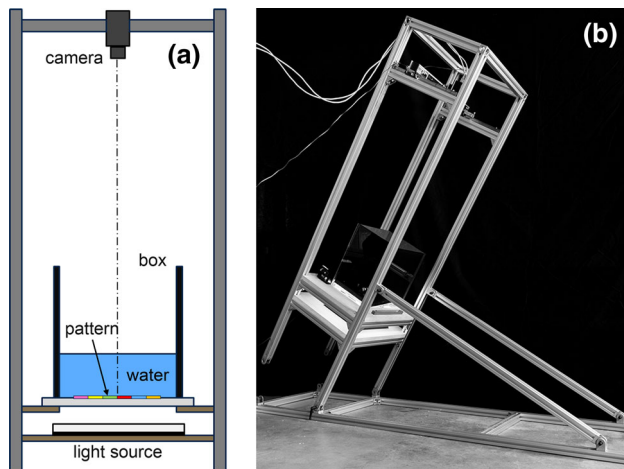 (a)
camera
box
pattern
water
light source
(b)